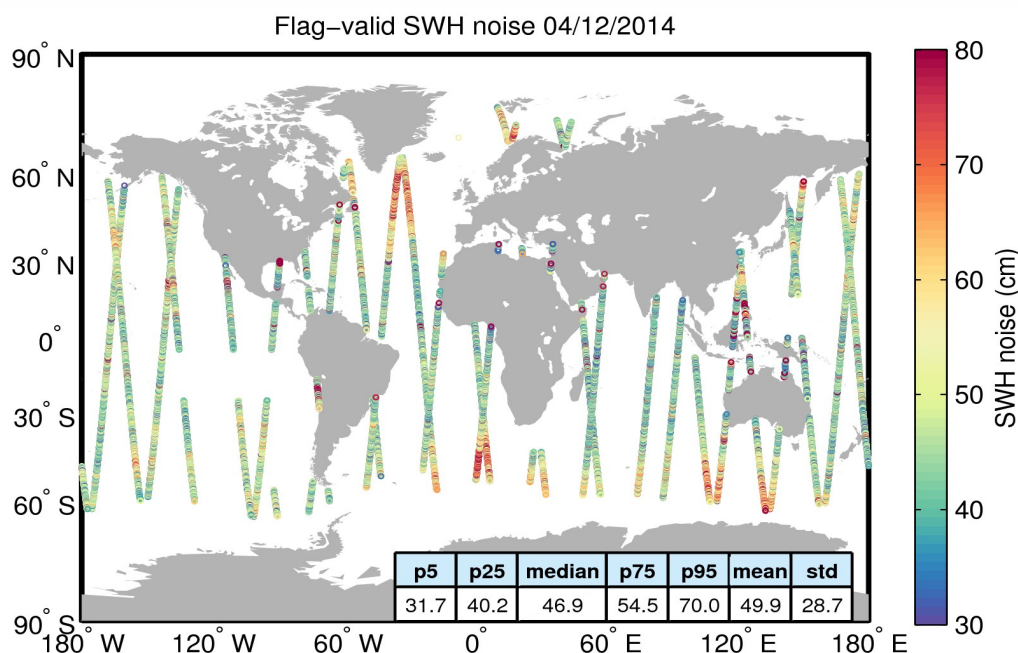 Flag−valid SWH noise 04/12/2014
90° N
60° N
30° N
0°
30° S
60° S
90° S
180° W
120° W
60° W
0°
60° E
120° E
180° E
80
70
60
50
40
30
SWH noise (cm)
p5 p25 median p75 p95 mean std
31.7 40.2 46.9 54.5 70.0 49.9 28.7